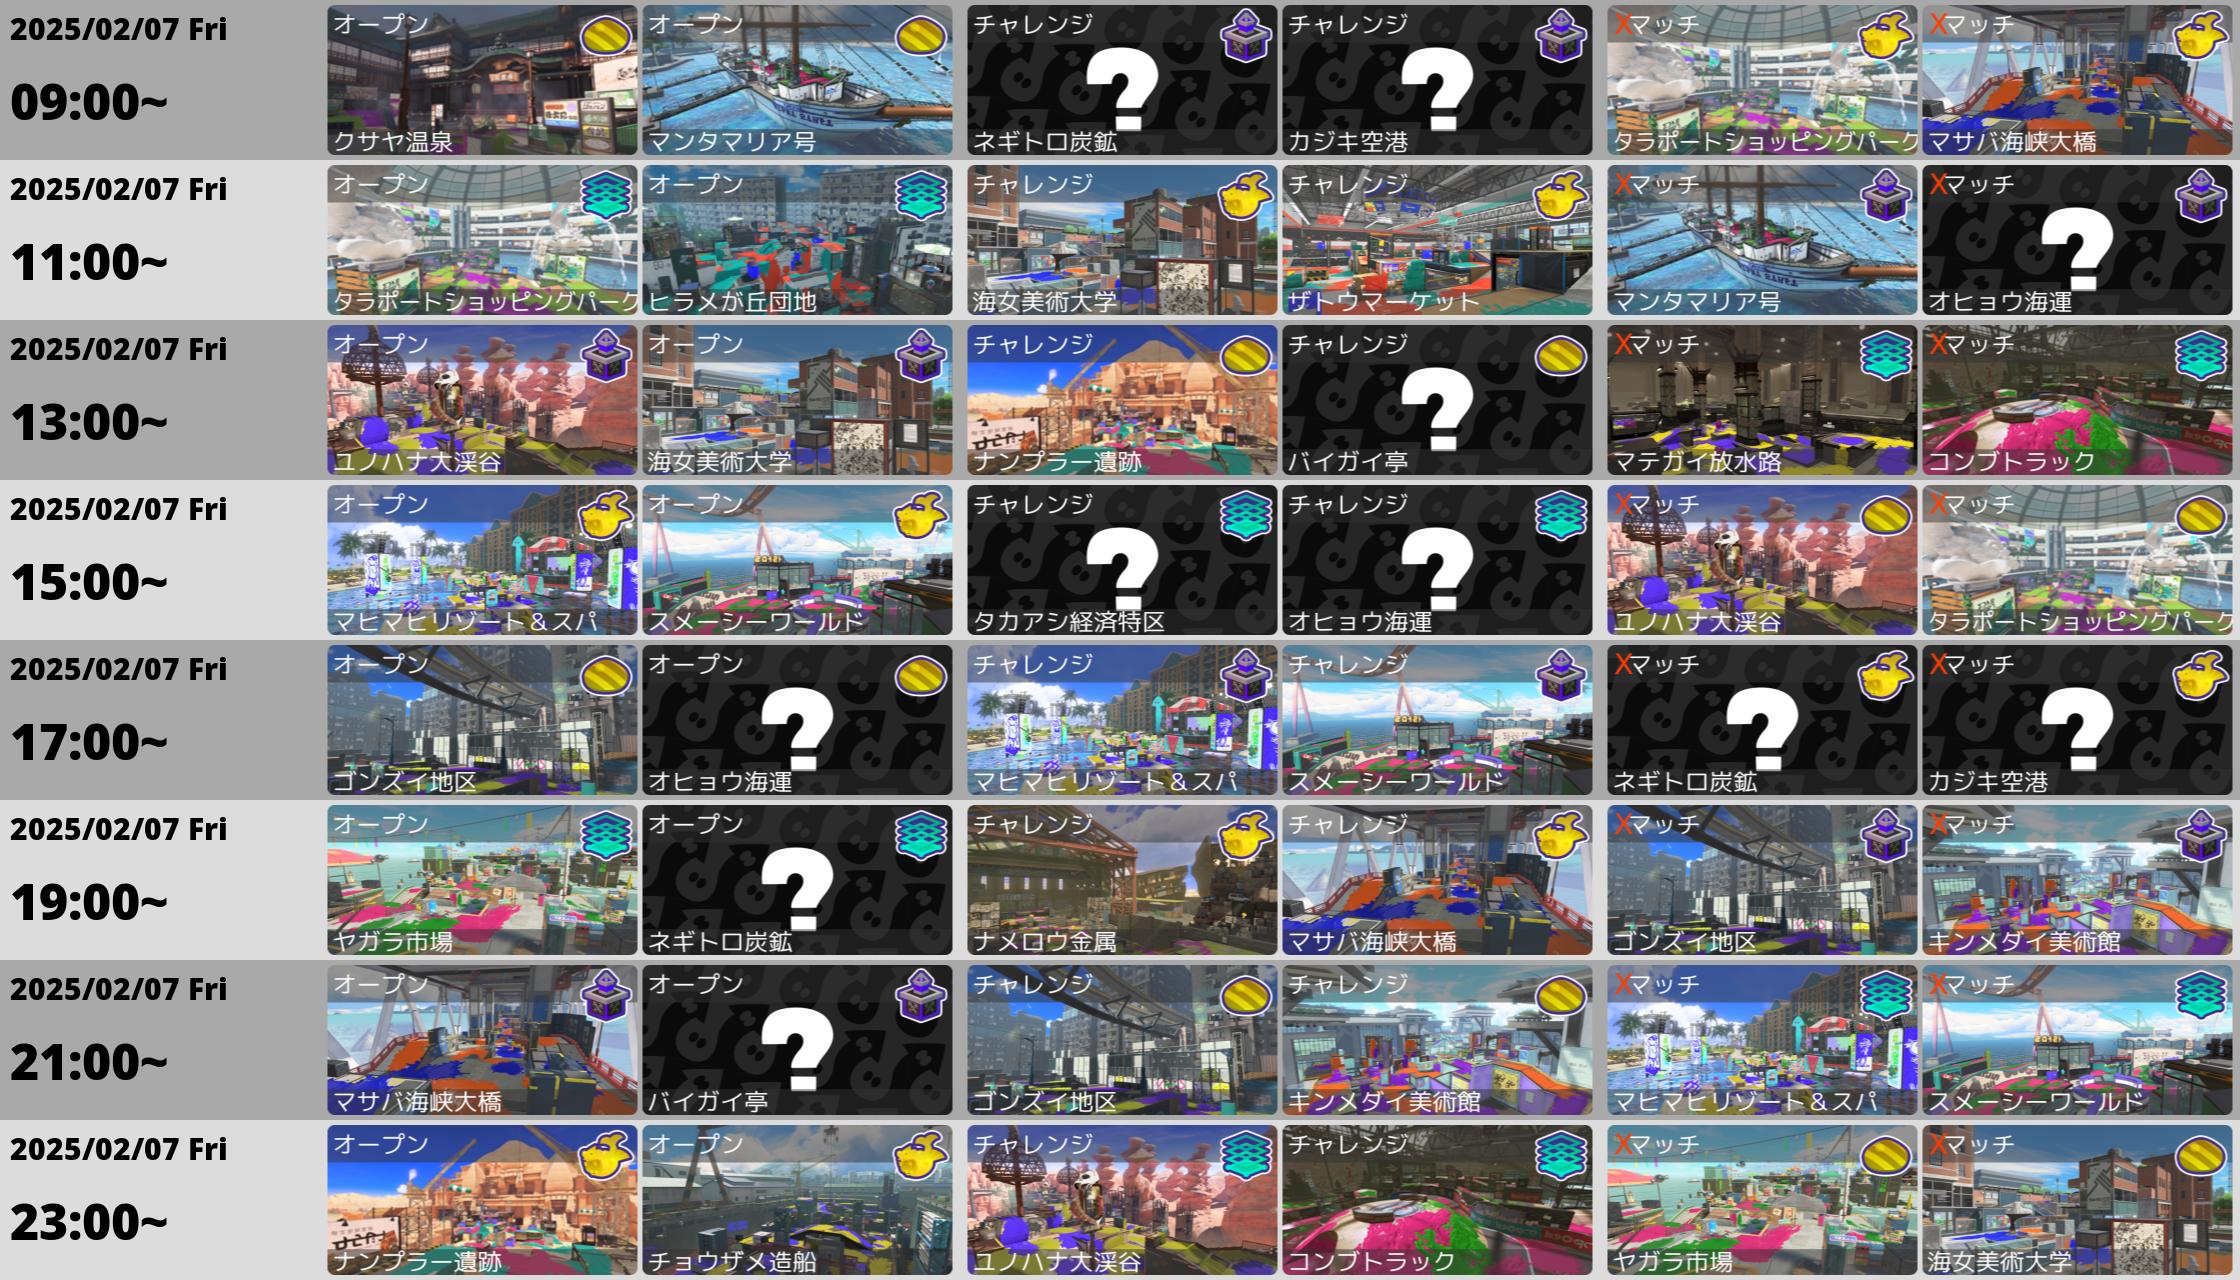 2025/02/07 Fri
09:00~
オープン
クサヤ温泉
オープン
マンタマリア号
チャレンジ
ネギトロ炭鉱
チャレンジ
カジキ空港
Xマッチ
タラポートショッピングパーク
Xマッチ
マサバ海峡大橋
2025/02/07 Fri
11:00~
オープン
タラポートショッピングパーク
オープン
ヒラメが丘団地
チャレンジ
海女美術大学
チャレンジ
ザトウマーケット
Xマッチ
マンタマリア号
Xマッチ
オヒョウ海運
2025/02/07 Fri
13:00~
オープン
ユノハナ大渓谷
オープン
海女美術大学
チャレンジ
ナンプラー遺跡
チャレンジ
バイガイ亭
Xマッチ
マテガイ放水路
Xマッチ
コンブトラック
2025/02/07 Fri
15:00~
オープン
マヒマヒリゾート＆スパ
オープン
スメーシーワールド
チャレンジ
タカアシ経済特区
チャレンジ
オヒョウ海運
Xマッチ
ユノハナ大渓谷
Xマッチ
タラポートショッピングパーク
2025/02/07 Fri
17:00~
オープン
ゴンズイ地区
オープン
オヒョウ海運
チャレンジ
マヒマヒリゾート＆スパ
チャレンジ
スメーシーワールド
Xマッチ
ネギトロ炭鉱
Xマッチ
カジキ空港
2025/02/07 Fri
19:00~
オープン
ヤガラ市場
オープン
ネギトロ炭鉱
チャレンジ
ナメロウ金属
チャレンジ
マサバ海峡大橋
Xマッチ
ゴンズイ地区
Xマッチ
キンメダイ美術館
2025/02/07 Fri
21:00~
オープン
マサバ海峡大橋
オープン
バイガイ亭
チャレンジ
ゴンズイ地区
チャレンジ
キンメダイ美術館
Xマッチ
マヒマヒリゾート＆スパ
Xマッチ
スメーシーワールド
2025/02/07 Fri
23:00~
オープン
ナンプラー遺跡
オープン
チョウザメ造船
チャレンジ
ユノハナ大渓谷
チャレンジ
コンブトラック
Xマッチ
ヤガラ市場
Xマッチ
海女美術大学